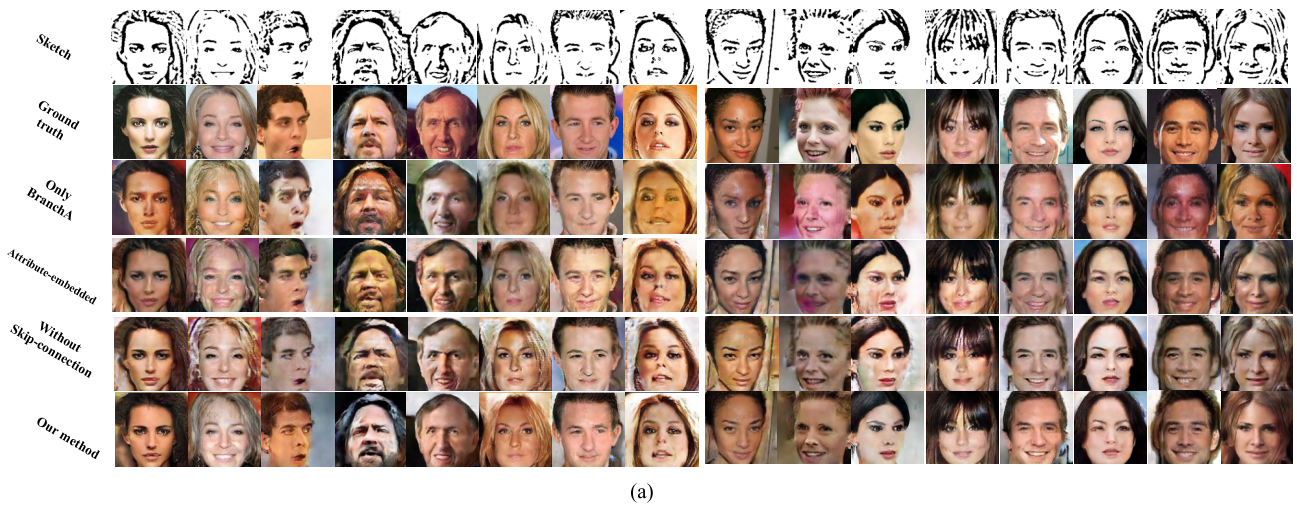 Sketch
Ground
truth
Only
BranchA
Attribute-embedded
Without
Skip-connection
Our method
(a)